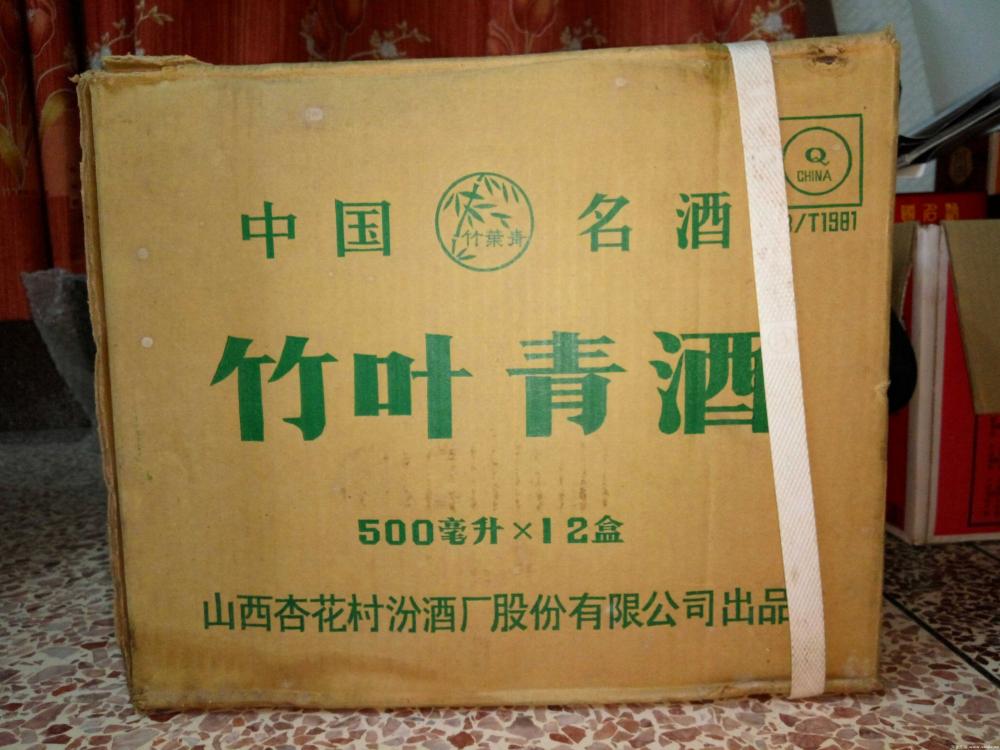 中国 竹葉青 名酒
Q
CHINA
/T1981
竹叶青酒
500毫升×12盒
山西杏花村汾酒厂股份有限公司出品